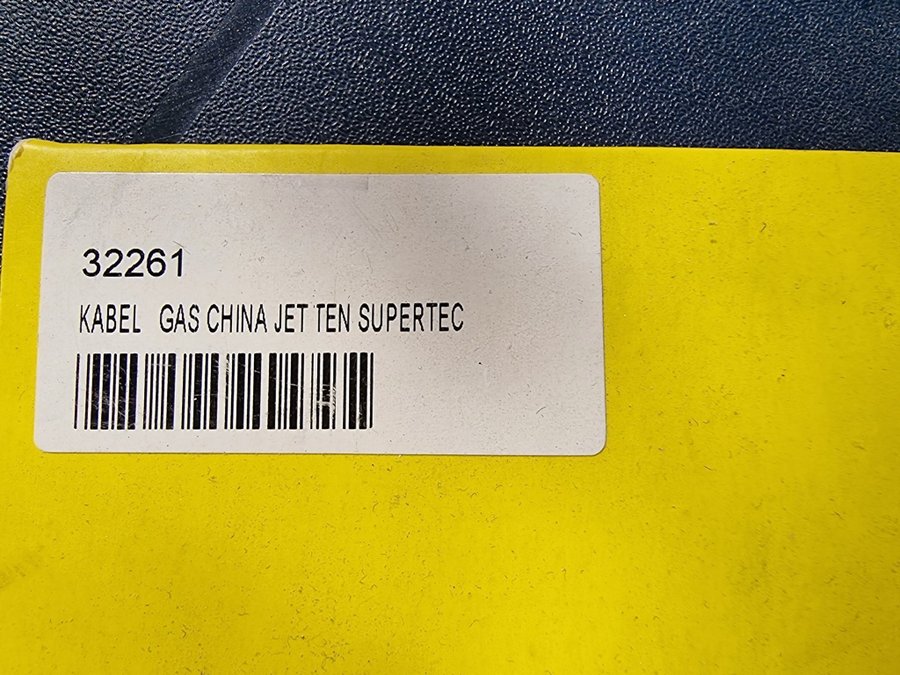 32261
KABEL GAS CHINA JET TEN SUPERTEC